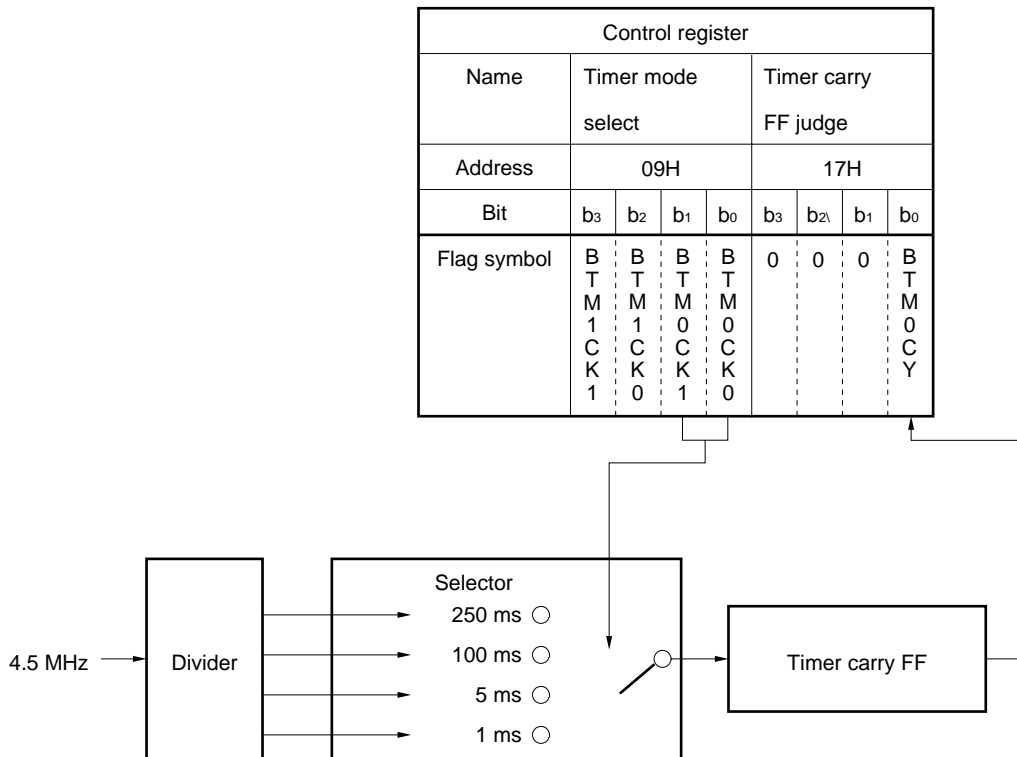 Control register
Name
Timer mode
select
Timer carry
FF judge
Address
09H
17H
Bit
b3 b2 b1 b0 b3 b2\ b1 b0
Flag symbol
BTM1CK1
BTM1CK0
BTM0CK1
BTM0CK0
0 0 0
BTM0CY
Selector
250 ms
100 ms
5 ms
1 ms
4.5 MHz
Divider
Timer carry FF